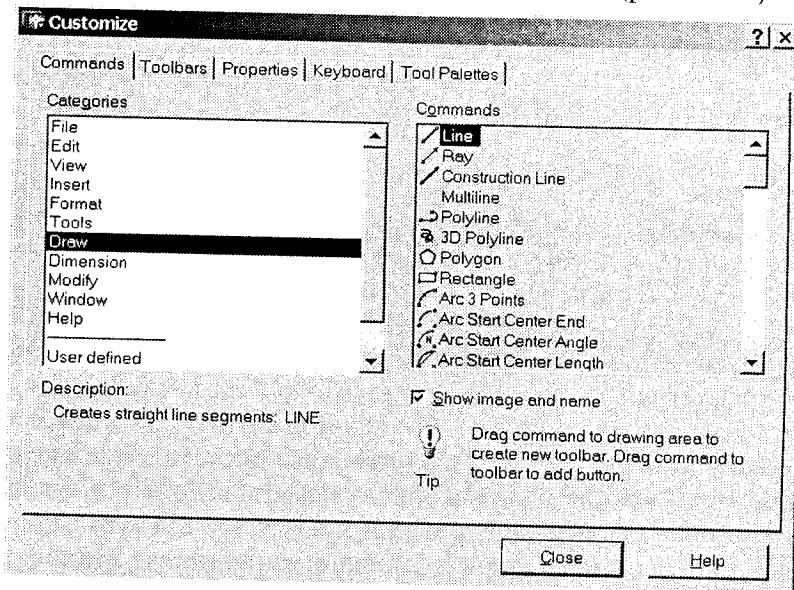 Customize
? ×
Commands Toolbars Properties Keyboard Tool Palettes
Categories
File
Edit
View
Insert
Format
Tools
Draw
Dimension
Modify
Window
Help
User defined
Description:
Creates straight line segments: LINE
Commands
Line
Ray
Construction Line
Multiline
Polyline
3D Polyline
Polygon
Rectangle
Arc 3 Points
Arc Start Center End
Arc Start Center Angle
Arc Start Center Length
Show image and name
Tip
Drag command to drawing area to
create new toolbar. Drag command to
toolbar to add button.
Close
Help